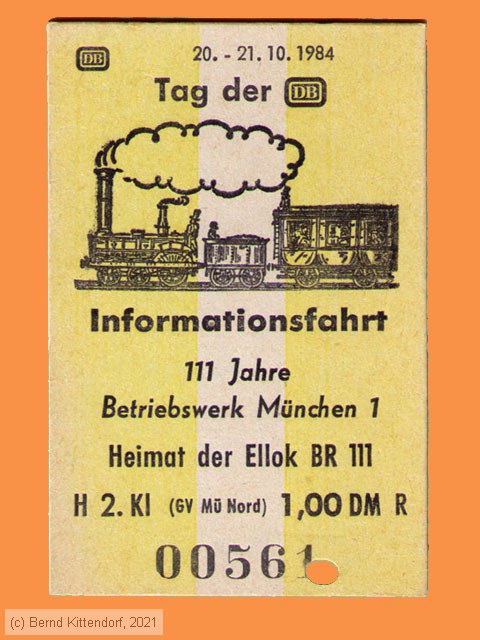 DB 20. - 21. 10. 1984
Tag der DB
Informationsfahrt
111 Jahre
Betriebswerk München 1
Heimat der Ellok BR 111
H 2. Kl (GV Mü Nord) 1,00 DM R
00561
(c) Bernd Kittendorf, 2021